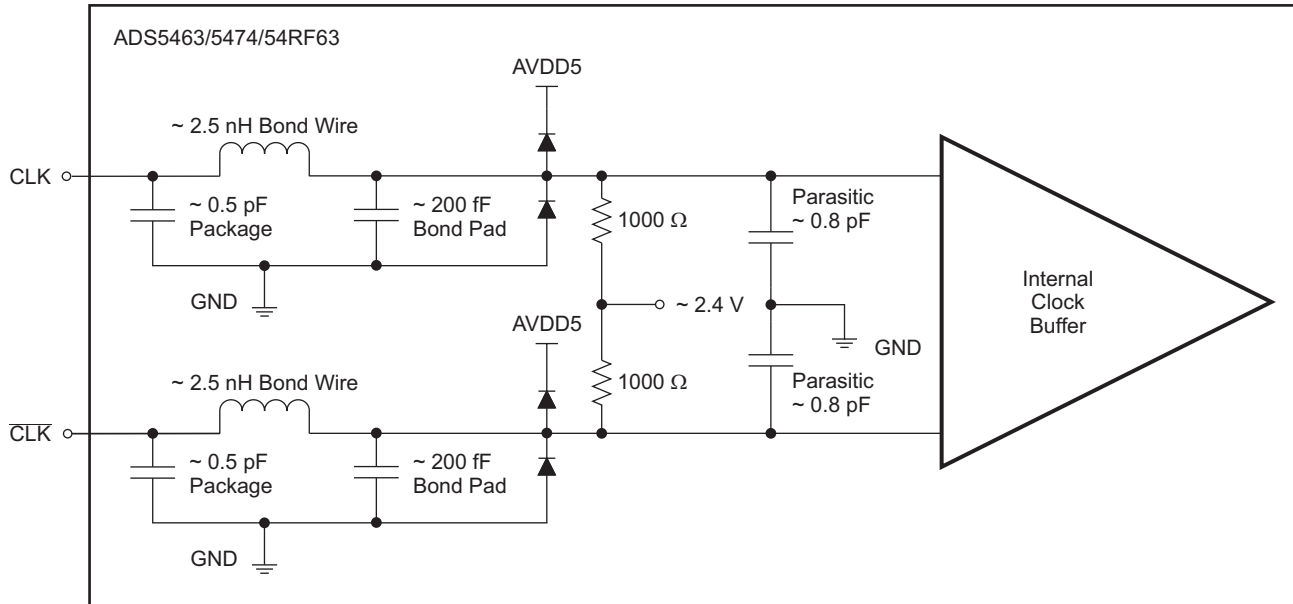 ADS5463/5474/54RF63
AVDD5
~ 2.5 nH Bond Wire
CLK
~ 0.5 pF
Package
~ 200 fF
Bond Pad
1000 Ω
Parasitic
~ 0.8 pF
GND
~ 2.4 V
Internal
Clock
Buffer
AVDD5
GND
~ 2.5 nH Bond Wire
1000 Ω
Parasitic
~ 0.8 pF
CLK
~ 0.5 pF
Package
~ 200 fF
Bond Pad
GND